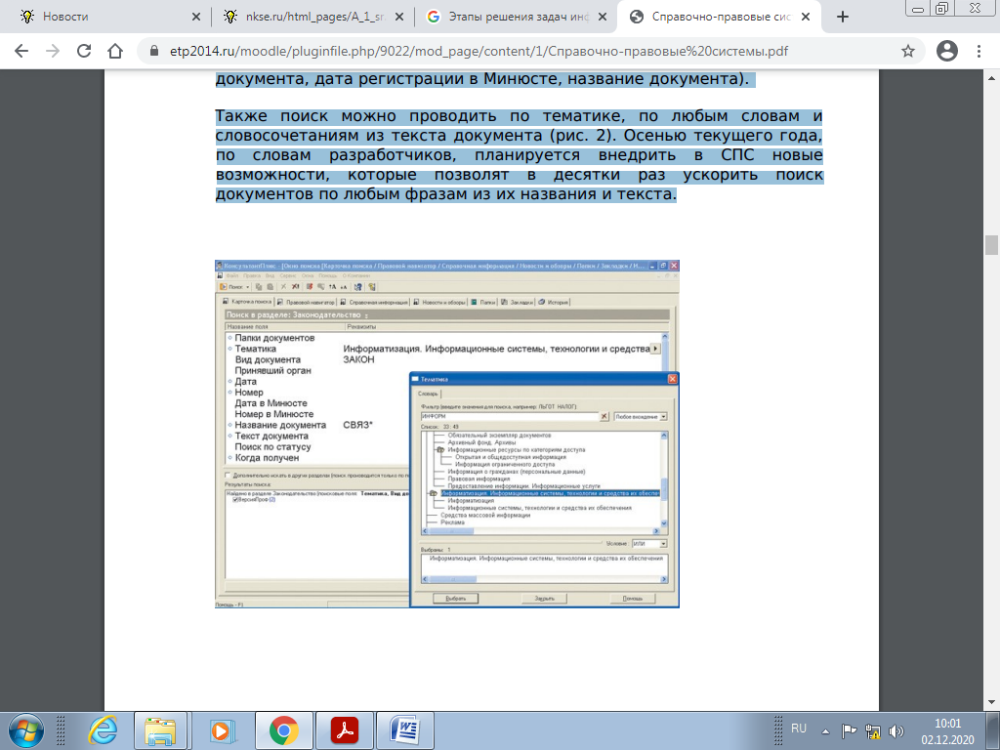 Новости
nkse.ru/html_pages/A_1_sr
Этапы решения задач инф
Справочно-правовые сис
etp2014.ru/moodle/pluginfile.php/9022/mod_page/content/1/Справочно-правовые%20системы.pdf
документа, дата регистрации в Минюсте, название документа).
Также поиск можно проводить по тематике, по любым словам и
словосочетаниям из текста документа (рис. 2). Осенью текущего года,
по словам разработчиков, планируется внедрить в СПС новые
возможности, которые позволят в десятки раз ускорить поиск
документов по любым фразам из их названия и текста.
КонсультантПлюс - [Окно поиска [Карточка поиска / Правовой навигатор / Справочная информация / Новости и обзоры / Папки / Закладки / И...
Файл Правка Вид Сервис Окна Помощь О Компании
Поиск
Карточка поиска Правовой навигатор Справочная информация Новости и обзоры Папки Закладки История
Поиск в разделе: Законодательство
Название поля Реквизиты
Папки документов
Тематика Информатизация. Информационные системы, технологии и средства
Вид документа ЗАКОН
Принявший орган
Дата
Номер
Дата в Минюсте
Номер в Минюсте
Название документа СВЯЗ*
Текст документа
Поиск по статусу
Когда получен
Дополнительно искать в других разделах (поиск производится только по п
Результаты поиска:
Найдено в разделе Законодательство (поисковые поля: Тематика, Вид до
ВерсияПроф (2)
Помощь - F1
Тематика
Словарь
Фильтр (введите значения для поиска, например: ЛЬГОТ НАЛОГ):
ИНФОРМ
Любое вхождение
Список: 33 : 49
Обязательный экземпляр документов
Архивный фонд. Архивы
Информационные ресурсы по категориям доступа
Открытая и общедоступная информация
Информация ограниченного доступа
Информация о гражданах (персональные данные)
Правовая информация
Предоставление информации. Информационные услуги
Информатизация. Информационные системы, технологии и средства их обеспеч
Информатизация
Информационные системы, технологии и средства их обеспечения
Средства массовой информации
Реклама
Условие: ИЛИ
Выбраны: 1
Информатизация. Информационные системы, технологии и средства их обеспечения
Выбрать Закрыть Помощь
RU
10:01
02.12.2020